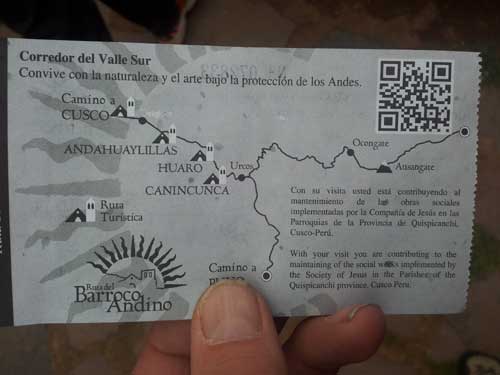 Corredor del Valle Sur
Convive con la naturaleza y el arte bajo la protección de los Andes.
Camino a
CUSCO
ANDAHUAYLILLAS
HUARO
Urcos
CANINCUNCA
Ocongate
Ausangate
Ruta
Turística
Con su visita usted está contribuyendo al
mantenimiento de las obras sociales
implementadas por la Compañía de Jesús en las
Parroquias de la Provincia de Quispicanchi,
Cusco-Perú.
With your visit you are contributing to the
maintaining of the social works implemented by
the Society of Jesus in the Parishes of the
Quispicanchi province, Cusco Peru.
Ruta del
Barroco
Andino
Camino a